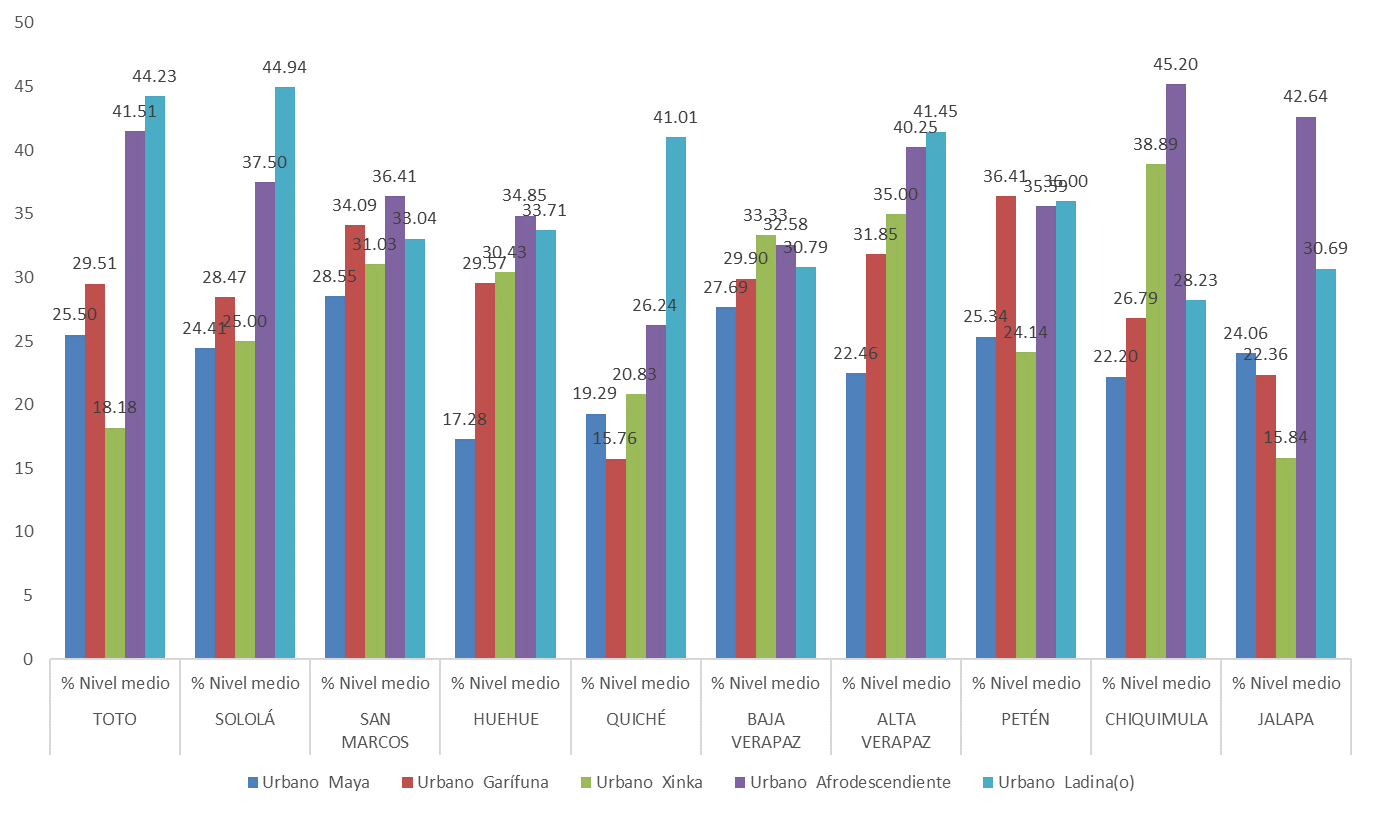 50
45
40
35
30
25
20
15
10
5
0
25.50 29.51 18.18 41.51 44.23
24.41 28.47 25.00 37.50 44.94
28.55 34.09 31.03 36.41 33.04
17.28 29.57 30.43 34.85 33.71
19.29 15.76 20.83 26.24 41.01
27.69 29.90 33.33 32.58 30.79
22.46 31.85 35.00 40.25 41.45
25.34 36.41 24.14 35.59 36.00
22.20 26.79 38.89 45.20 28.23
24.06 22.36 15.84 42.64 30.69
% Nivel medio % Nivel medio % Nivel medio % Nivel medio % Nivel medio % Nivel medio % Nivel medio % Nivel medio % Nivel medio % Nivel medio
TOTO SOLOLÁ SAN MARCOS HUEHUE QUICHÉ BAJA VERAPAZ ALTA VERAPAZ PETÉN CHIQUIMULA JALAPA
Urbano Maya Urbano Garífuna Urbano Xinka Urbano Afrodescendiente Urbano Ladina(o)